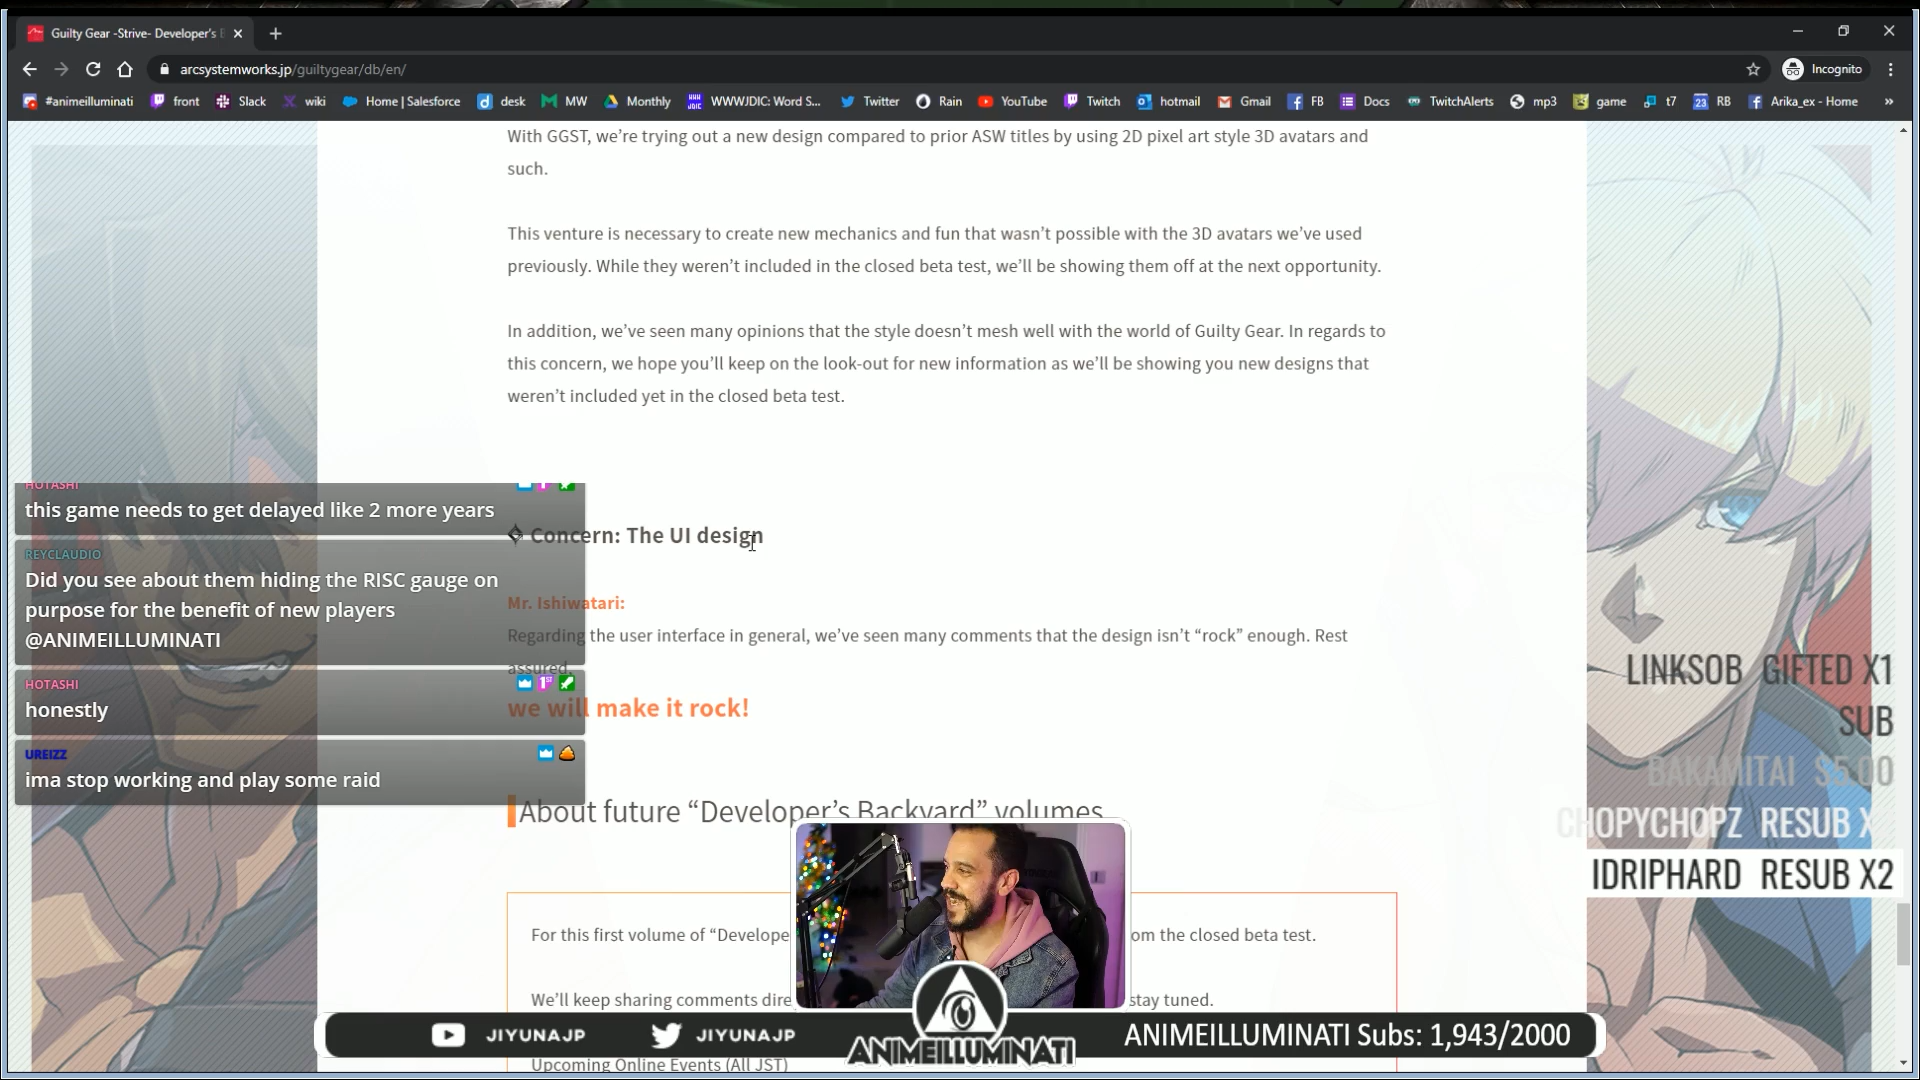 Guilty Gear -Strive- Developer's
arcsystemworks.jp/guiltygear/db/en/
Incognito
#animeilluminati front Slack wiki Home | Salesforce desk MW Monthly WWWJDIC: Word S... Twitter Rain YouTube Twitch hotmail Gmail FB Docs TwitchAlerts mp3 game t7 RB Arika_ex - Home »
With GGST, we’re trying out a new design compared to prior ASW titles by using 2D pixel art style 3D avatars and
such.
This venture is necessary to create new mechanics and fun that wasn’t possible with the 3D avatars we’ve used
previously. While they weren’t included in the closed beta test, we’ll be showing them off at the next opportunity.
In addition, we’ve seen many opinions that the style doesn’t mesh well with the world of Guilty Gear. In regards to
this concern, we hope you’ll keep on the look-out for new information as we’ll be showing you new designs that
weren’t included yet in the closed beta test.
Concern: The UI design
Mr. Ishiwatari:
Regarding the user interface in general, we’ve seen many comments that the design isn’t “rock” enough. Rest
assured,
we will make it rock!
About future “Developer’s Backyard” volumes
For this first volume of “Develope
om the closed beta test.
We’ll keep sharing comments dire
stay tuned.
Upcoming Online Events (All JST)
HOTASHI
this game needs to get delayed like 2 more years
REYCLAUDIO
Did you see about them hiding the RISC gauge on
purpose for the benefit of new players
@ANIMEILLUMINATI
HOTASHI
honestly
UREIZZ
ima stop working and play some raid
LINKSOB GIFTED X1
SUB
BAKAMITAI $5.00
CHOPYCHOPZ RESUB X
IDRIPHARD RESUB X2
JIYUNAJP JIYUNAJP ANIMEILLUMINATI ANIMEILLUMINATI Subs: 1,943/2000